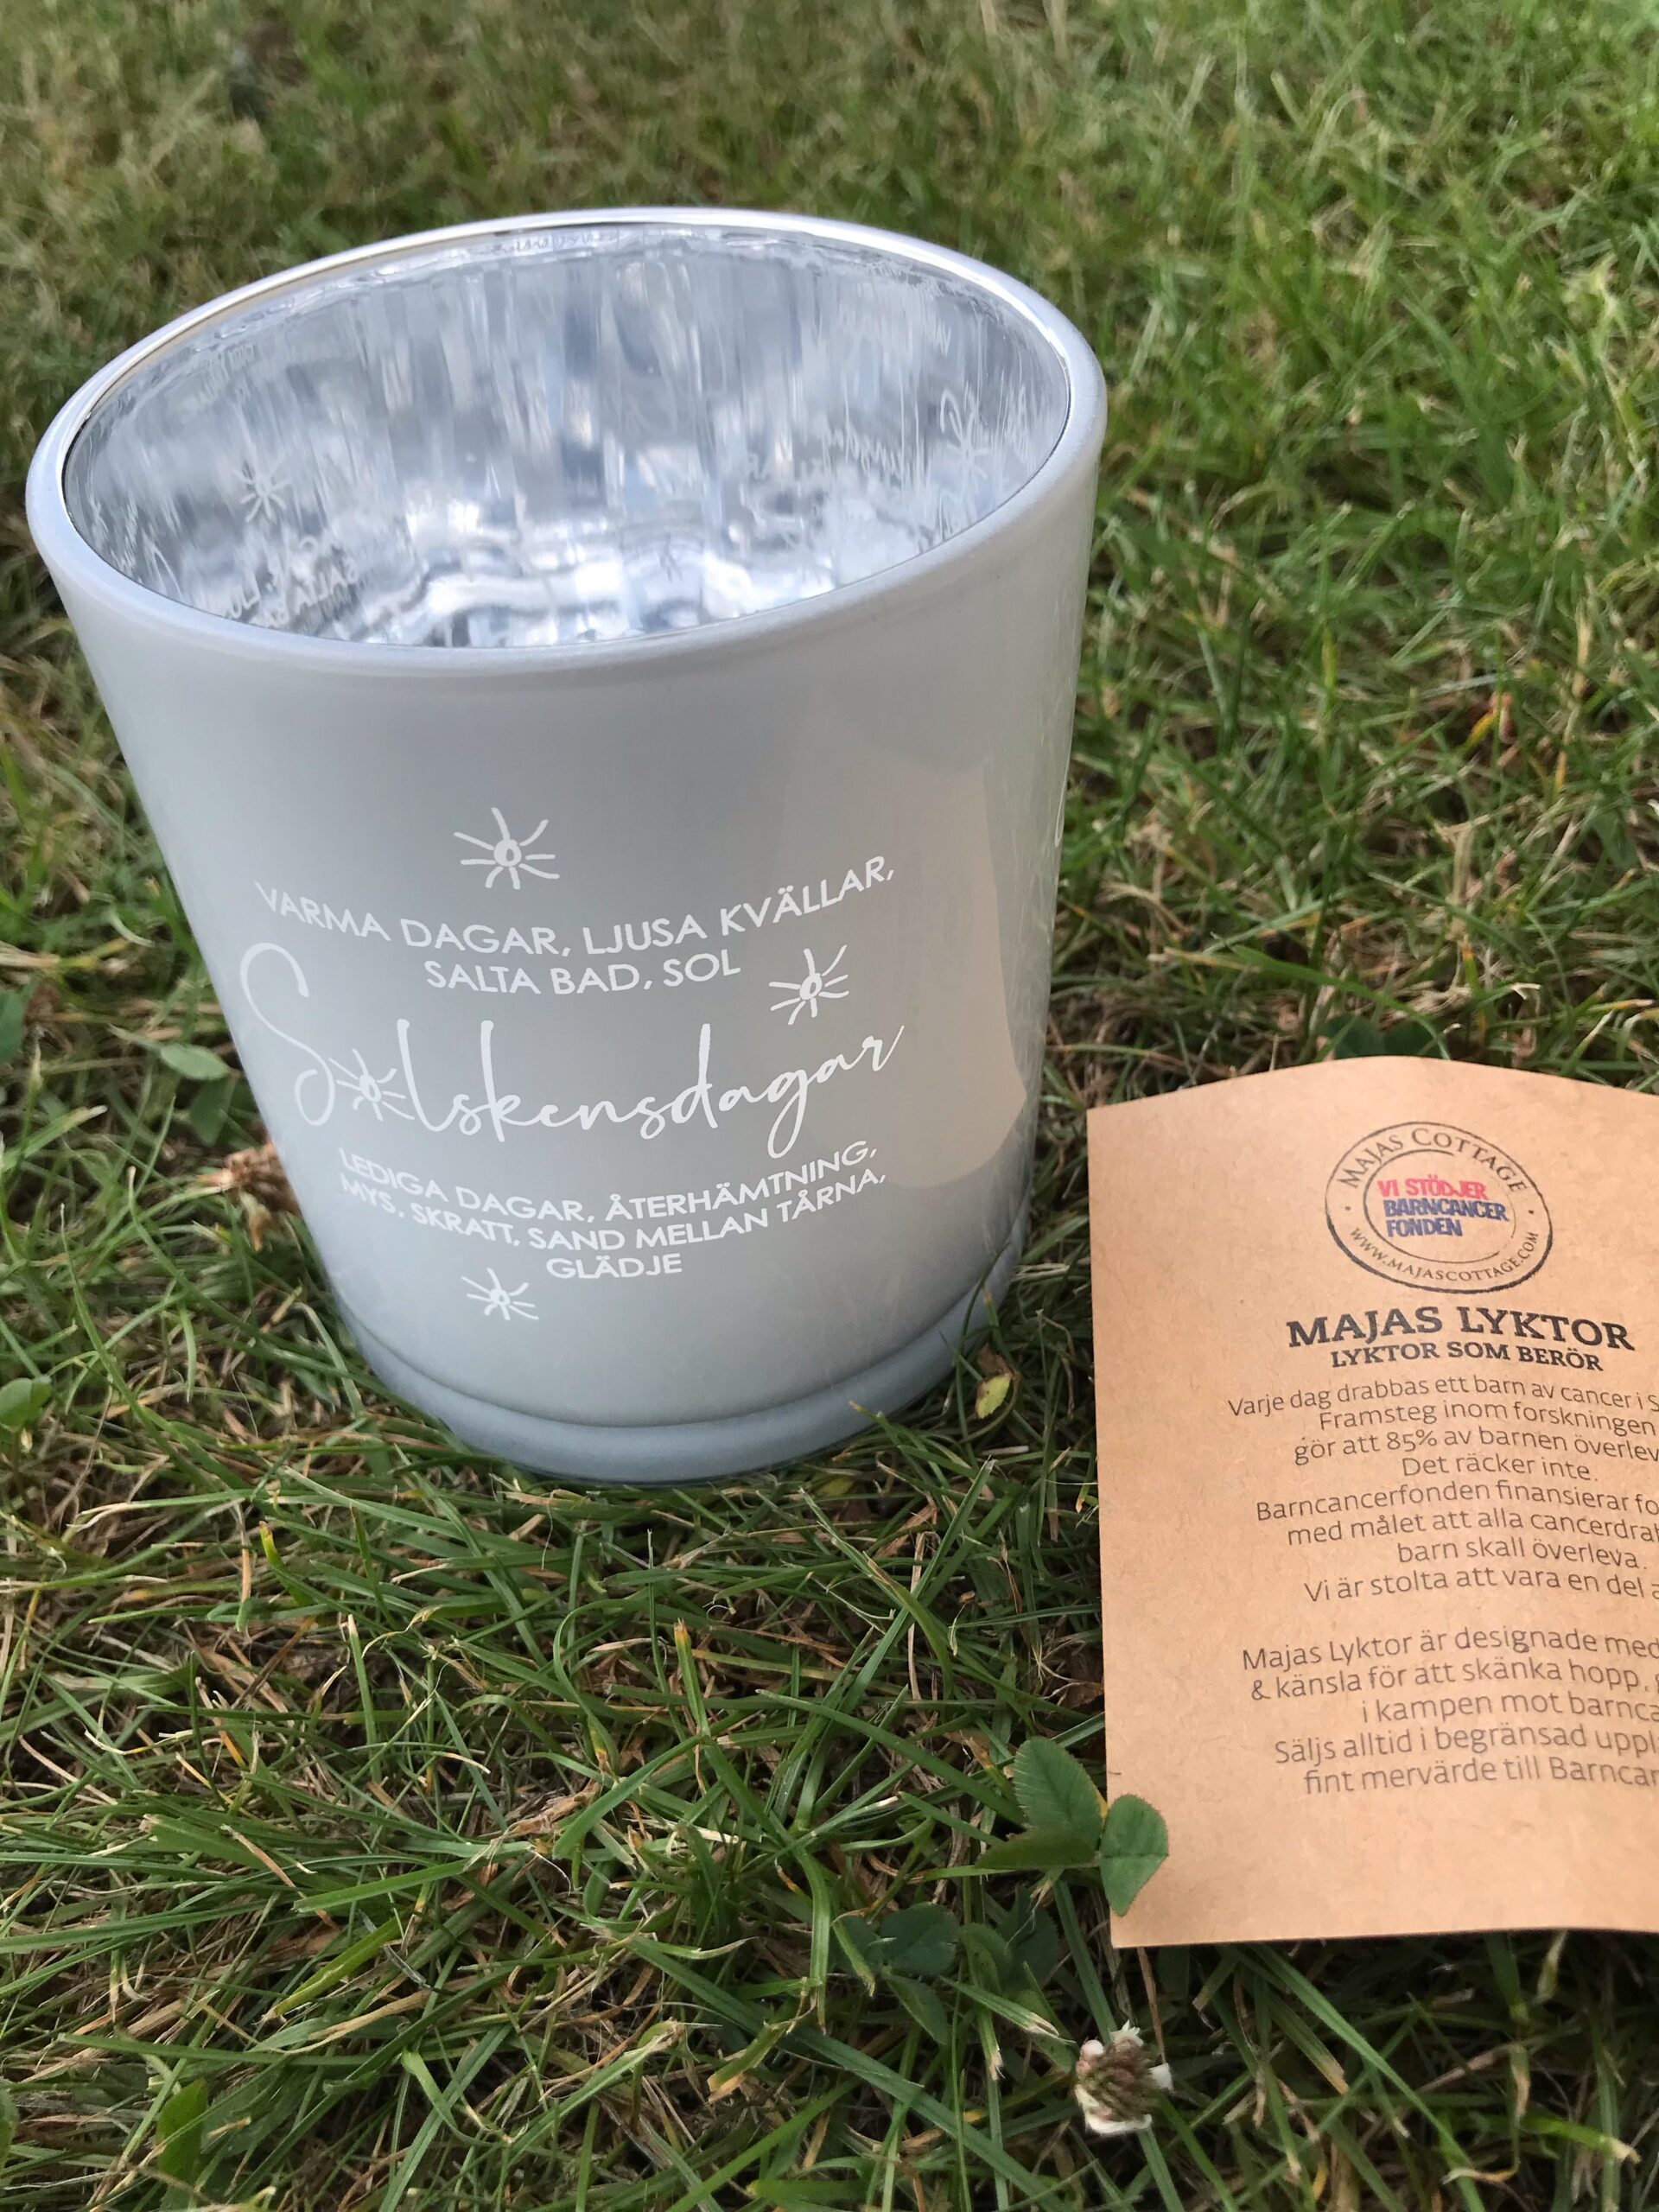 VARMA DAGAR, LJUSA KVÄLLAR,
SALTA BAD, SOL
Solskensdagar
LEDIGA DAGAR, ÅTERHÄMTNING,
MYS, SKRATT, SAND MELLAN TÅRNA,
GLÄDJE
MAJAS COTTAGE
VI STÖDJER
BARNCANCER
FONDEN
WWW.MAJASCOTTAGE.COM
MAJAS LYKTOR
LYKTOR SOM BERÖR
Varje dag drabbas ett barn av cancer i
Framsteg inom forskningen
gör att 85% av barnen
Det räcker inte.
Barncancerfonden finansierar
med målet att alla
barn skall överleva.
Vi är stolta att vara en del
Majas Lyktor är designade med
& känsla för att skänka hopp,
i kampen mot
Säljs alltid i begränsad
fint mervärde till